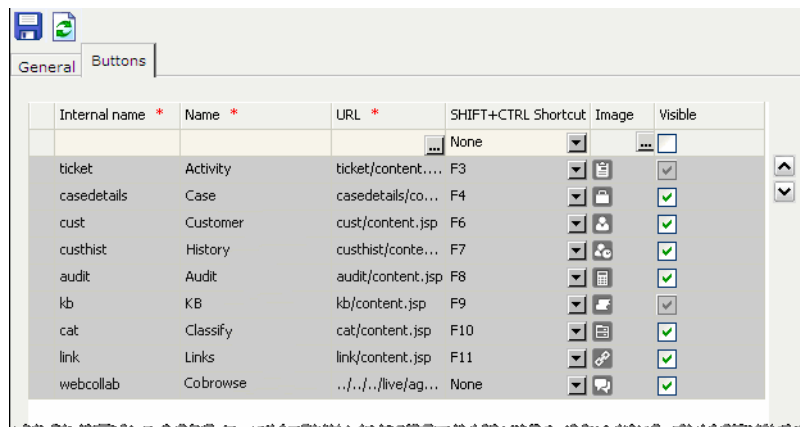 General Buttons
Internal name * Name * URL * SHIFT+CTRL Shortcut Image Visible
... None ...
ticket Activity ticket/content.... F3
casedetails Case casedetails/co... F4
cust Customer cust/content.jsp F6
custhist History custhist/conte... F7
audit Audit audit/content.jsp F8
kb KB kb/content.jsp F9
cat Classify cat/content.jsp F10
link Links link/content.jsp F11
webcollab Cobrowse ../../../live/ag... None